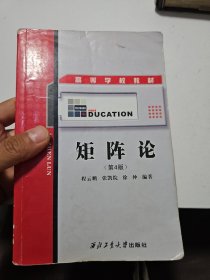 高等学校教材
EDUCATION
矩阵论
(第4版)
程云鹏 张凯院 徐仲 编著
西北工业大学出版社